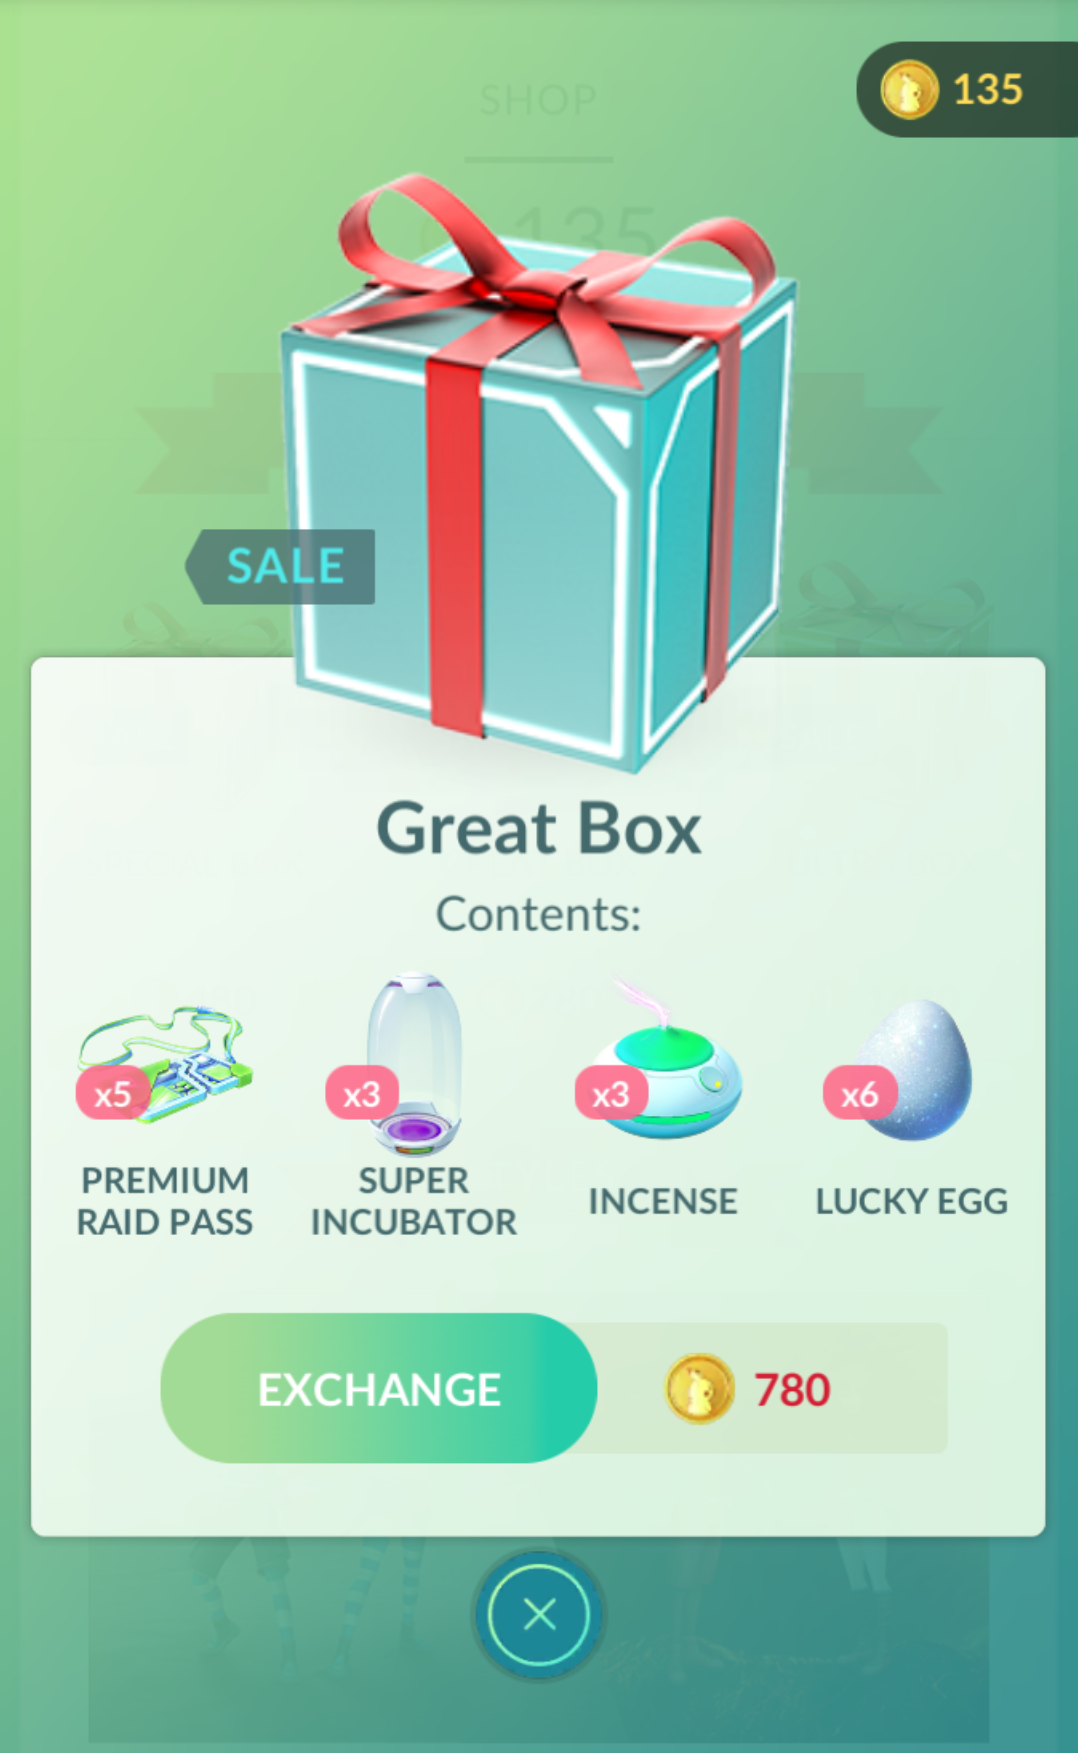 135
SHOP
135
SALE
Great Box
Contents:
x5
x3
x3
x6
PREMIUM
RAID PASS
SUPER
INCUBATOR
INCENSE
LUCKY EGG
EXCHANGE
780